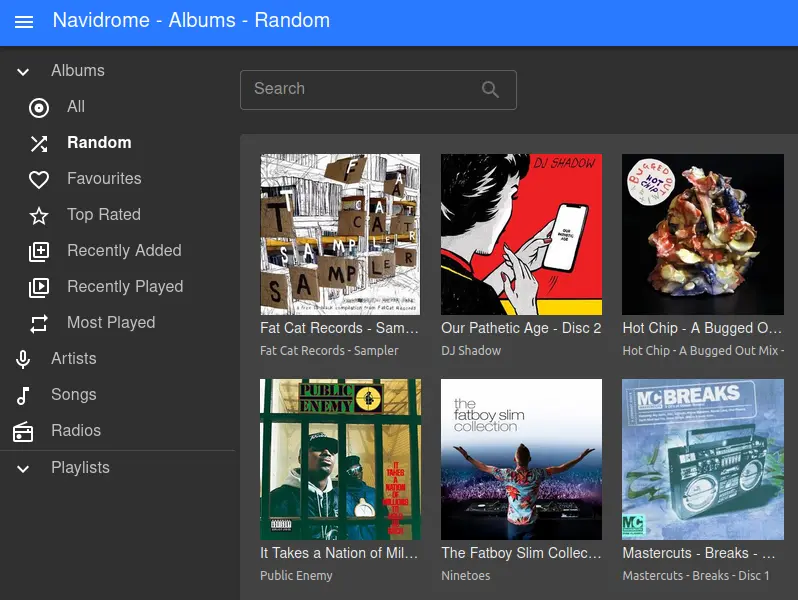 Navidrome - Albums - Random
Albums
All
Random
Favourites
Top Rated
Recently Added
Recently Played
Most Played
Artists
Songs
Radios
Playlists
Search
F A
T
C A
CAT
SAMPLER
SAMPLER
DJ SHADOW
OUR
PATHETIC
AGE
BUGGED OUT
HOT
CHIP
Fat Cat Records - Sam...
Our Pathetic Age - Disc 2
Hot Chip - A Bugged O...
Fat Cat Records - Sampler
DJ Shadow
Hot Chip - A Bugged Out Mix -
PUBLIC
ENEMY
IT
TAKES
A
NATION
OF
MILLIONS
TO
the
fatboy slim
collection
MC BREAKS
MC
It Takes a Nation of Mil...
The Fatboy Slim Collec...
Mastercuts - Breaks - ...
Public Enemy
Ninetoes
Mastercuts - Breaks - Disc 1